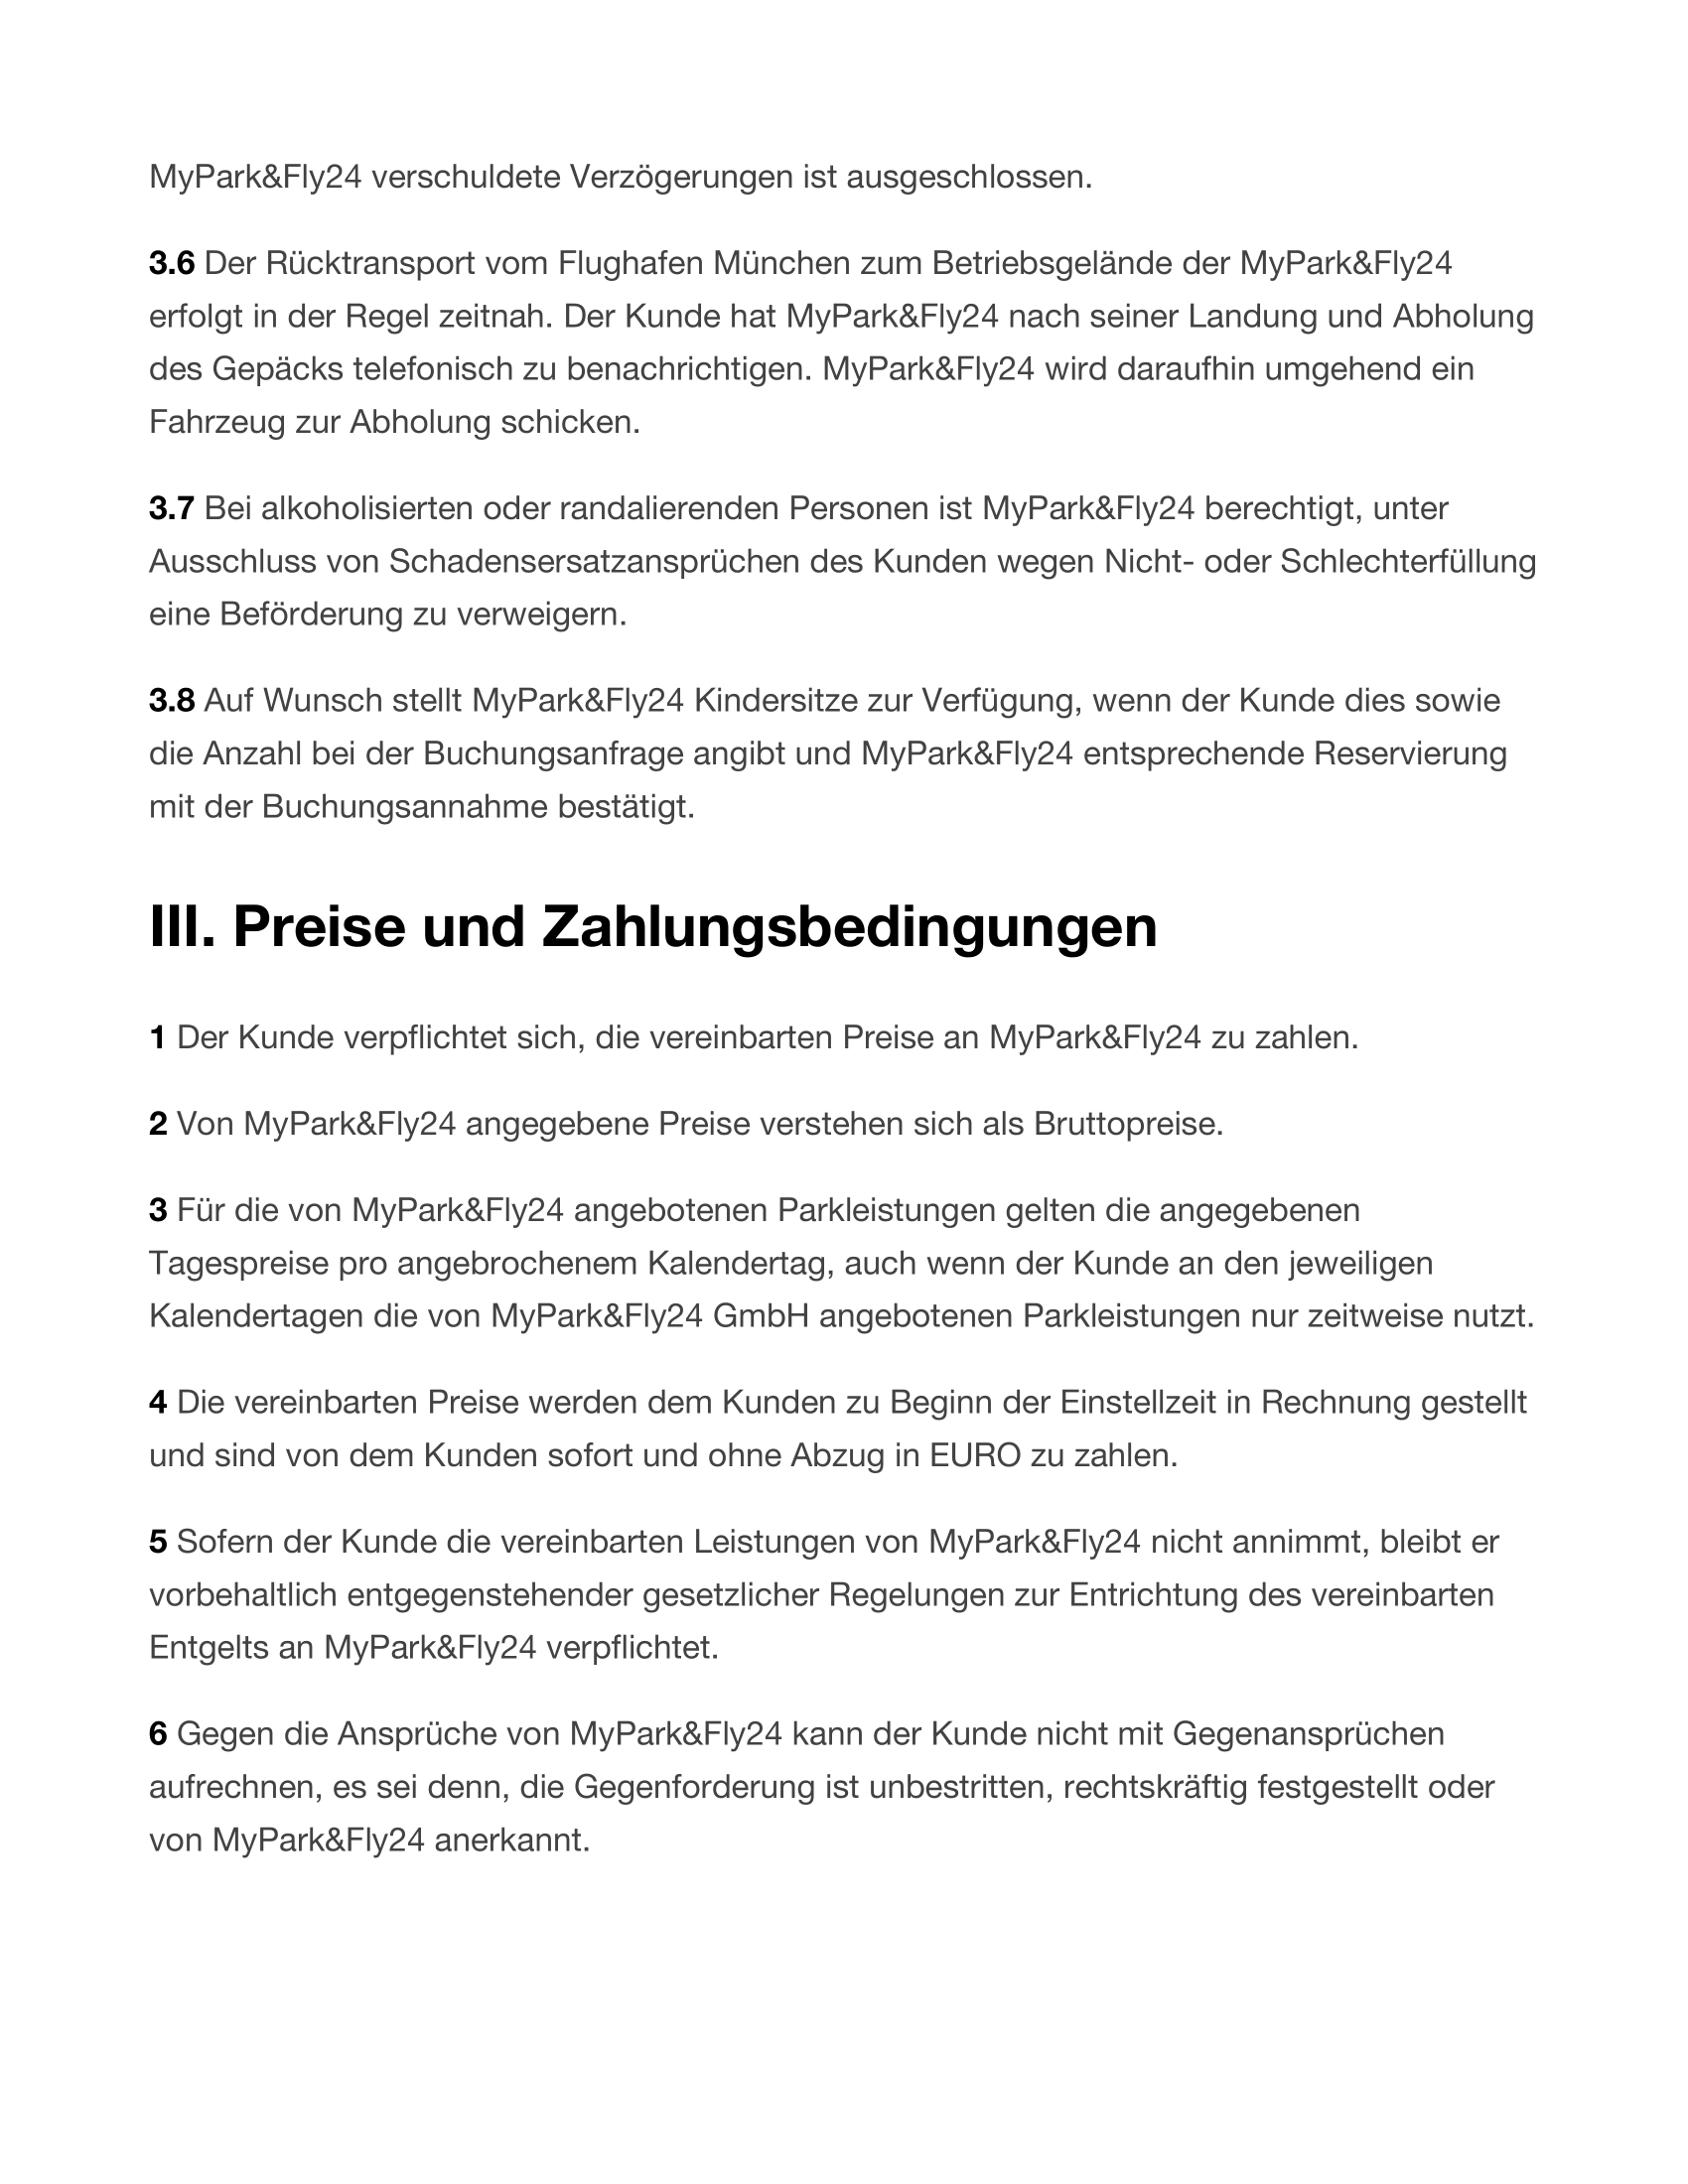 MyPark&Fly24 verschuldete Verzögerungen ist ausgeschlossen.
3.6 Der Rücktransport vom Flughafen München zum Betriebsgelände der MyPark&Fly24
erfolgt in der Regel zeitnah. Der Kunde hat MyPark&Fly24 nach seiner Landung und Abholung
des Gepäcks telefonisch zu benachrichtigen. MyPark&Fly24 wird daraufhin umgehend ein
Fahrzeug zur Abholung schicken.
3.7 Bei alkoholisierten oder randalierenden Personen ist MyPark&Fly24 berechtigt, unter
Ausschluss von Schadensersatzansprüchen des Kunden wegen Nicht- oder Schlechterfüllung
eine Beförderung zu verweigern.
3.8 Auf Wunsch stellt MyPark&Fly24 Kindersitze zur Verfügung, wenn der Kunde dies sowie
die Anzahl bei der Buchungsanfrage angibt und MyPark&Fly24 entsprechende Reservierung
mit der Buchungsannahme bestätigt.
III. Preise und Zahlungsbedingungen
1 Der Kunde verpflichtet sich, die vereinbarten Preise an MyPark&Fly24 zu zahlen.
2 Von MyPark&Fly24 angegebene Preise verstehen sich als Bruttopreise.
3 Für die von MyPark&Fly24 angebotenen Parkleistungen gelten die angegebenen
Tagespreise pro angebrochenem Kalendertag, auch wenn der Kunde an den jeweiligen
Kalendertagen die von MyPark&Fly24 GmbH angebotenen Parkleistungen nur zeitweise nutzt.
4 Die vereinbarten Preise werden dem Kunden zu Beginn der Einstellzeit in Rechnung gestellt
und sind von dem Kunden sofort und ohne Abzug in EURO zu zahlen.
5 Sofern der Kunde die vereinbarten Leistungen von MyPark&Fly24 nicht annimmt, bleibt er
vorbehaltlich entgegenstehender gesetzlicher Regelungen zur Entrichtung des vereinbarten
Entgelts an MyPark&Fly24 verpflichtet.
6 Gegen die Ansprüche von MyPark&Fly24 kann der Kunde nicht mit Gegenansprüchen
aufrechnen, es sei denn, die Gegenforderung ist unbestritten, rechtskräftig festgestellt oder
von MyPark&Fly24 anerkannt.